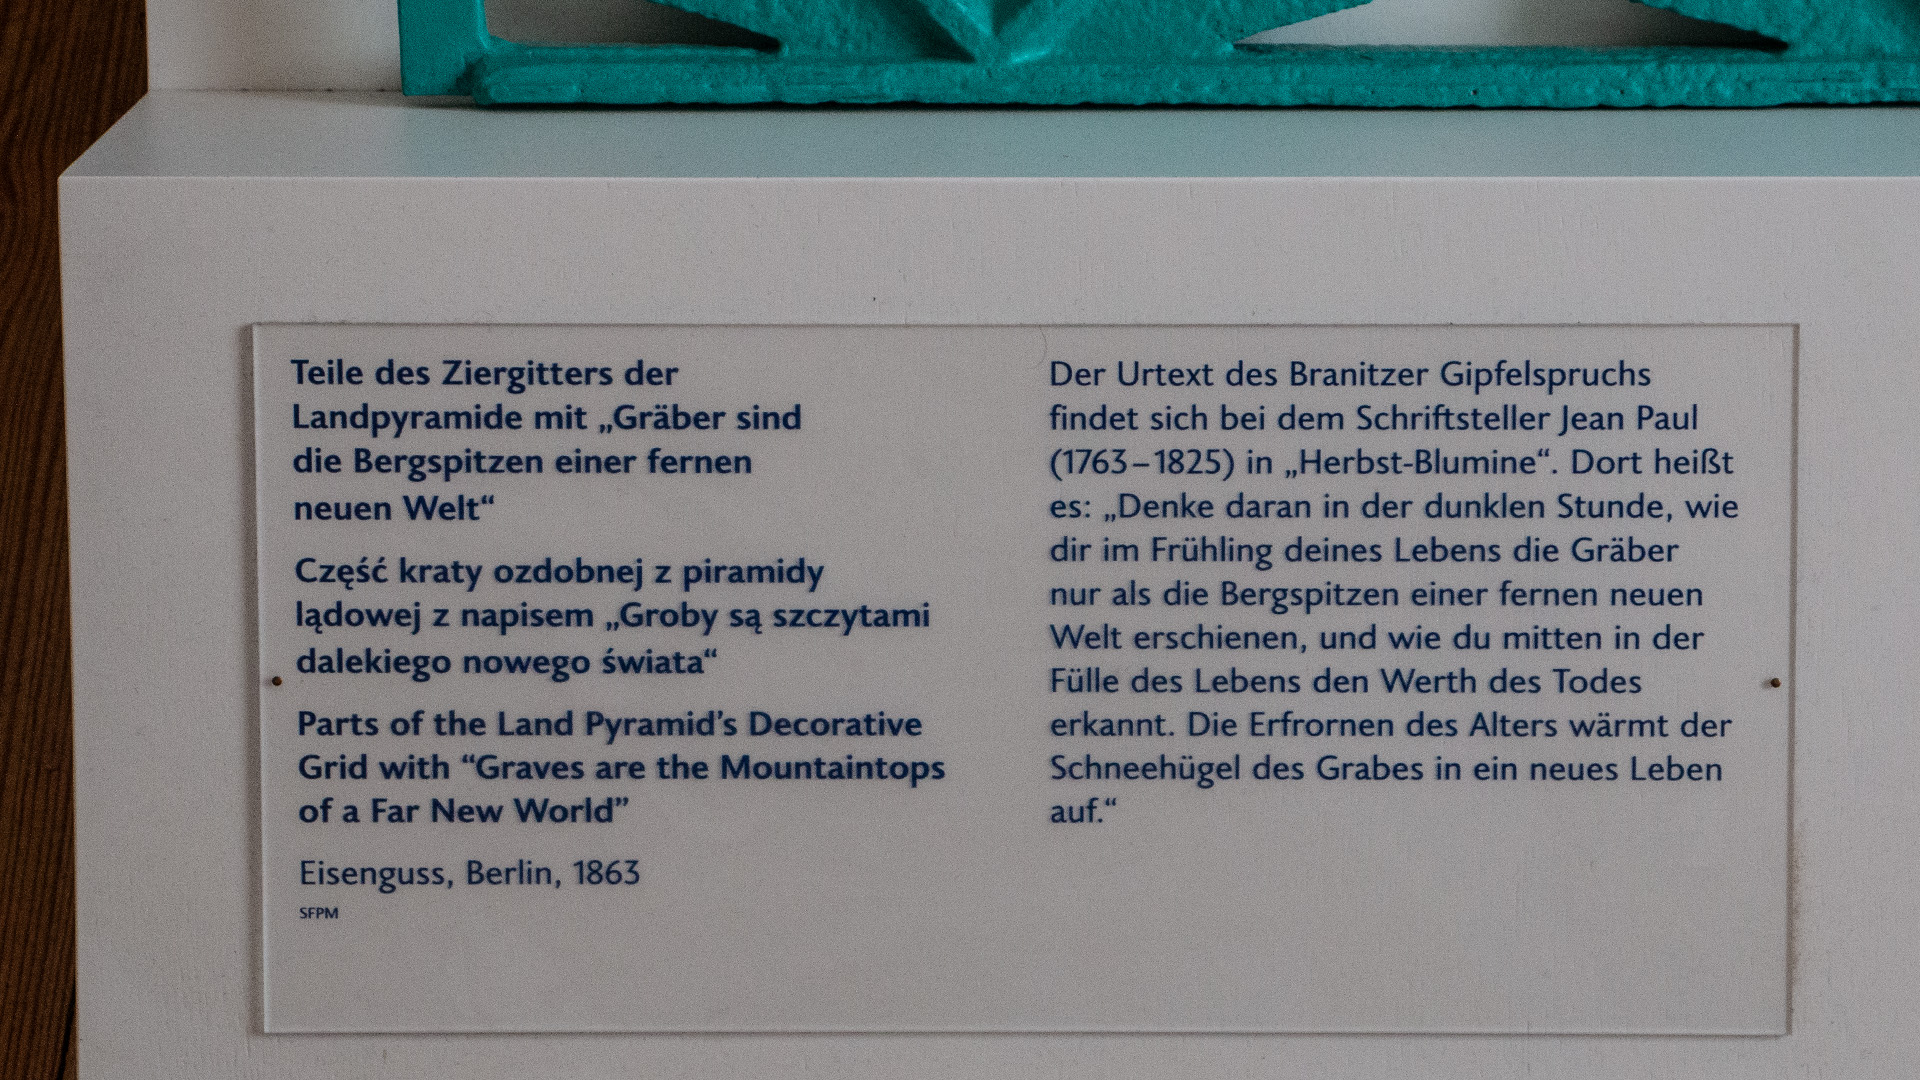 Teile des Ziergitters der
Landpyramide mit „Gräber sind
die Bergspitzen einer fernen
neuen Welt“
Część kraty ozdobnej z piramidy
lądowej z napisem „Groby są szczytami
dalekiego nowego świata“
Parts of the Land Pyramid’s Decorative
Grid with “Graves are the Mountaintops
of a Far New World”
Eisenguss, Berlin, 1863
SFPM
Der Urtext des Branitzer Gipfelspruchs
findet sich bei dem Schriftsteller Jean Paul
(1763–1825) in „Herbst-Blumine“. Dort heißt
es: „Denke daran in der dunklen Stunde, wie
dir im Frühling deines Lebens die Gräber
nur als die Bergspitzen einer fernen neuen
Welt erschienen, und wie du mitten in der
Fülle des Lebens den Werth des Todes
erkannt. Die Erfrornen des Alters wärmt der
Schneehügel des Grabes in ein neues Leben
auf.“